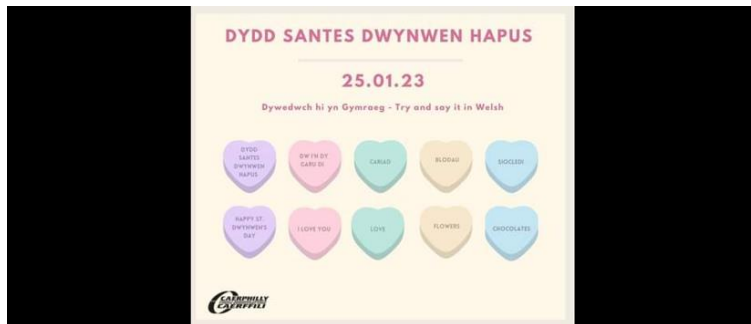 DYDD SANTES DWYNWEN HAPUS
25.01.23
Dywedwch hi yn Gymraeg - Try and say it in Welsh
DYDD
SANTES
DWYNWEN
HAPUS
DW I'N DY
CARU DI
CARIAD
BLODAU
SIOCLEDI
HAPPY ST.
DWYNWEN'S
DAY
I LOVE YOU
LOVE
FLOWERS
CHOCOLATES
CAERPHILLY
CAERFFILI